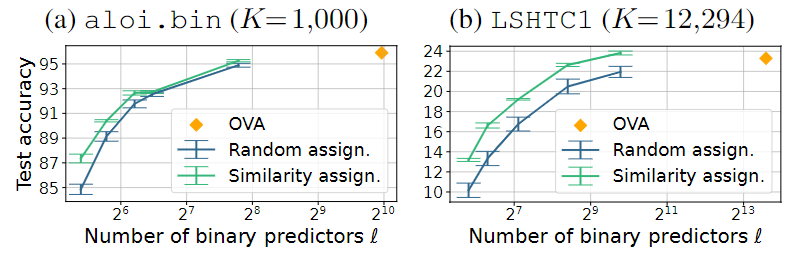 (a) aloi.bin (K=1,000)
Test accuracy
95
93
91
89
87
85
OVA
Random assign.
Similarity assign.
2^6 2^7 2^8 2^9 2^10
Number of binary predictors ℓ
(b) LSHTC1 (K=12,294)
24
22
20
18
16
14
12
10
OVA
Random assign.
Similarity assign.
2^7 2^9 2^11 2^13
Number of binary predictors ℓ